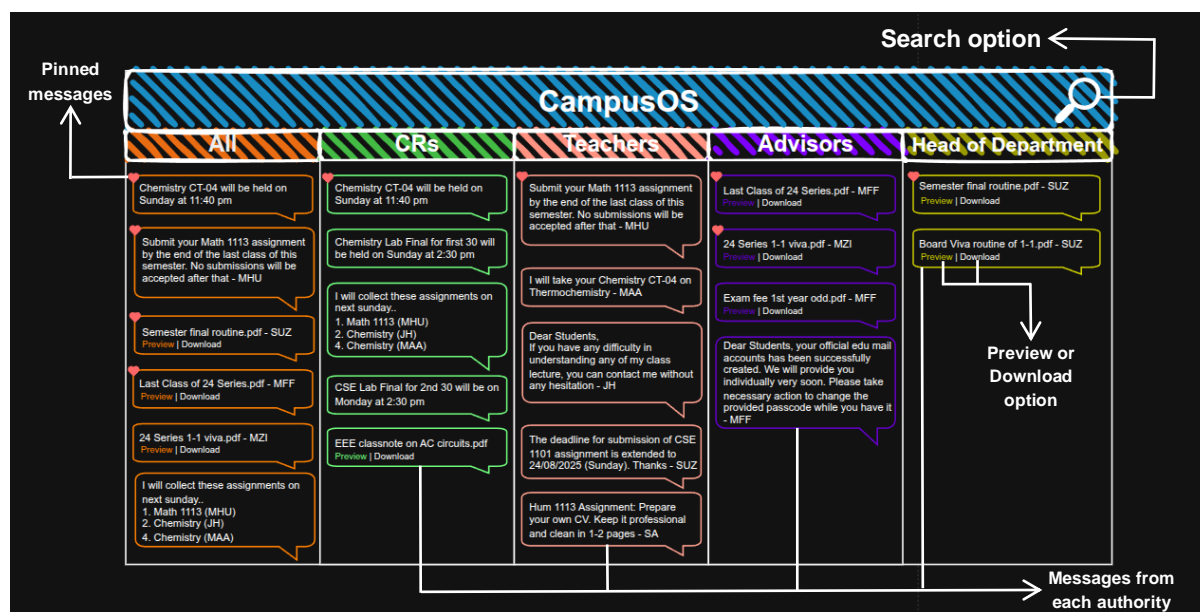 Search option
Pinned
messages
CampusOS
All
CRs
Teachers
Advisors
Head of Department
Chemistry CT-04 will be held on
Sunday at 11:40 pm
Submit your Math 1113 assignment
by the end of the last class of this
semester. No submissions will be
accepted after that - MHU
Semester final routine.pdf - SUZ
Preview | Download
Last Class of 24 Series.pdf - MFF
Preview | Download
24 Series 1-1 viva.pdf - MZI
Preview | Download
I will collect these assignments on
next sunday..
1. Math 1113 (MHU)
2. Chemistry (JH)
4. Chemistry (MAA)
Chemistry CT-04 will be held on
Sunday at 11:40 pm
Chemistry Lab Final for first 30 will
be held on Sunday at 2:30 pm
I will collect these assignments on
next sunday..
1. Math 1113 (MHU)
2. Chemistry (JH)
4. Chemistry (MAA)
CSE Lab Final for 2nd 30 will be on
Monday at 2:30 pm
EEE classnote on AC circuits.pdf
Preview | Download
Submit your Math 1113 assignment
by the end of the last class of this
semester. No submissions will be
accepted after that - MHU
I will take your Chemistry CT-04 on
Thermochemistry - MAA
Dear Students,
If you have any difficulty in
understanding any of my class
lecture, you can contact me without
any hesitation - JH
The deadline for submission of CSE
1101 assignment is extended to
24/08/2025 (Sunday). Thanks - SUZ
Hum 1113 Assignment: Prepare
your own CV. Keep it professional
and clean in 1-2 pages - SA
Last Class of 24 Series.pdf - MFF
Preview | Download
24 Series 1-1 viva.pdf - MZI
Preview | Download
Exam fee 1st year odd.pdf - MFF
Preview | Download
Dear Students, your official edu mail
accounts has been successfully
created. We will provide you
individually very soon. Please take
necessary action to change the
provided passcode while you have it
- MFF
Semester final routine.pdf - SUZ
Preview | Download
Board Viva routine of 1-1.pdf - SUZ
Preview | Download
Preview or
Download
option
Messages from
each authority